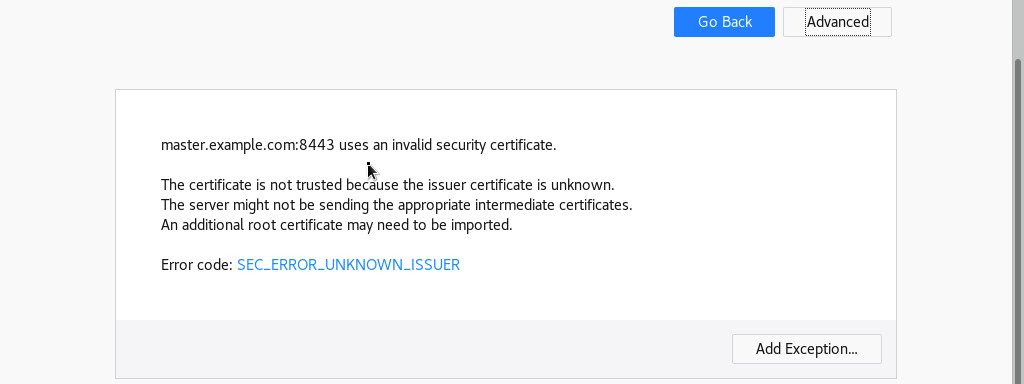 Go Back Advanced
master.example.com:8443 uses an invalid security certificate.
The certificate is not trusted because the issuer certificate is unknown.
The server might not be sending the appropriate intermediate certificates.
An additional root certificate may need to be imported.
Error code: SEC_ERROR_UNKNOWN_ISSUER
Add Exception...